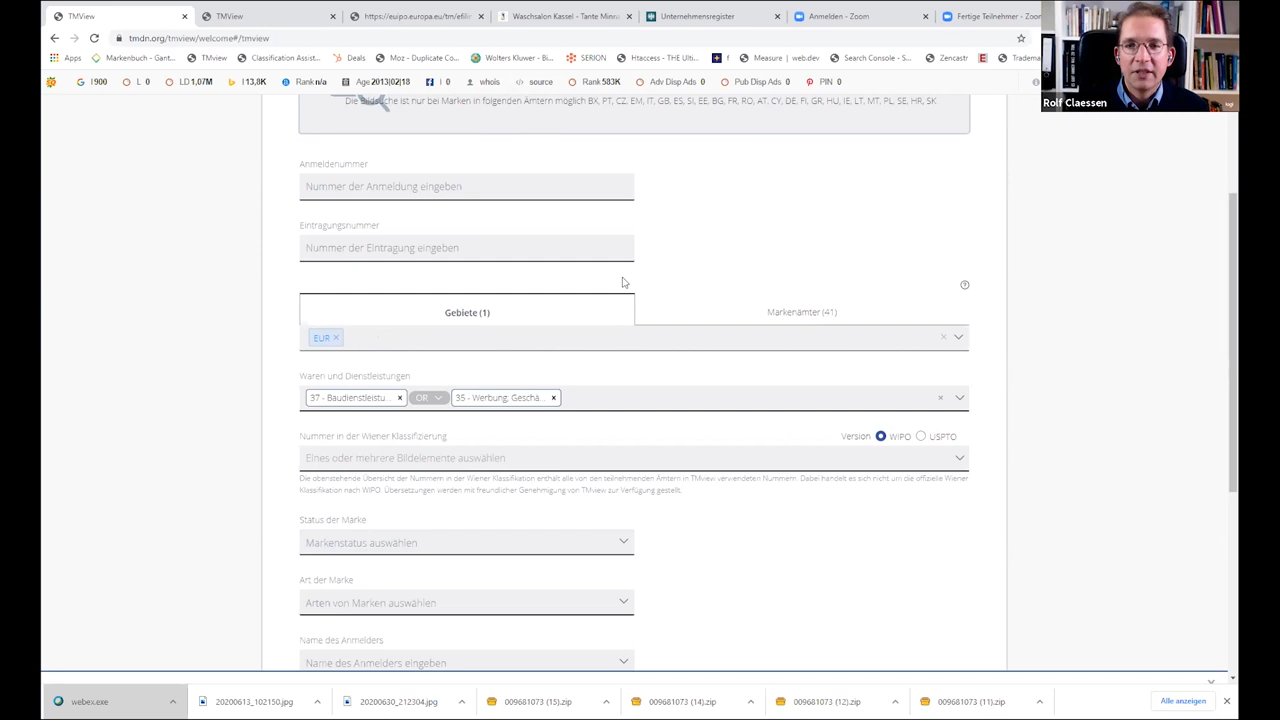 TMView
TMView
https://euipo.europa.eu/tm/efilin
Waschsalon Kassel - Tante Minna
Unternehmensregister
Anmelden - Zoom
Fertige Teilnehmer - Zoom
tmdn.org/tmview/welcome#/tmview
Apps
Markenbuch - Gant...
TMview
Classification Assist...
Deals
Moz - Duplicate Co...
Wolters Kluwer - Bi...
SERION
Htaccess - THE Ulti...
Measure | web.dev
Search Console - S...
Zencastr
Tradema
I 900
L 0
LD 1,07M
I 13,8K
Rank n/a
Age 2013|02|18
0
whois
source
Rank 583K
Adv Disp Ads 0
Pub Disp Ads 0
PIN 0
Rolf Claessen
Die Bildsuche ist nur bei Marken in folgenden Ämtern möglich BX, PT, CZ, EM, IT, GB, ES, SI, EE, BG, FR, RO, AT, CY, DE, FI, GR, HU, IE, LT, MT, PL, SE, HR, SK
Anmeldenummer
Nummer der Anmeldung eingeben
Eintragungsnummer
Nummer der Eintragung eingeben
Gebiete (1)
Markenämter (41)
EUR ×
Waren und Dienstleistungen
37 - Baudienstleistu... ×
OR
35 - Werbung, Geschä... ×
Nummer in der Wiener Klassifizierung
Version
WIPO
USPTO
Eines oder mehrere Bildelemente auswählen
Die obenstehende Übersicht der Nummern in der Wiener Klassifikation enthält alle von den teilnehmenden Ämtern in TMview verwendeten Nummern. Dabei handelt es sich nicht um die offizielle Wiener
Klassifikation nach WIPO. Übersetzungen werden mit freundlicher Genehmigung von TMview zur Verfügung gestellt.
Status der Marke
Markenstatus auswählen
Art der Marke
Arten von Marken auswählen
Name des Anmelders
Name des Anmelders eingeben
webex.exe
20200613_102150.jpg
20200630_212304.jpg
009681073 (15).zip
009681073 (14).zip
009681073 (12).zip
009681073 (11).zip
Alle anzeigen